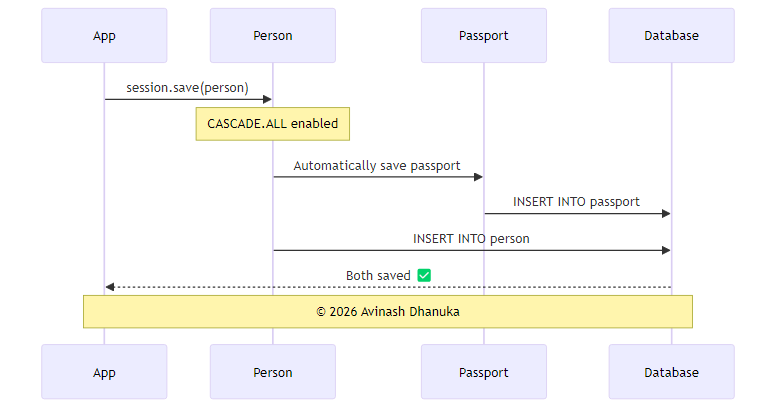 App Person Passport Database
session.save(person)
CASCADE.ALL enabled
Automatically save passport
INSERT INTO passport
INSERT INTO person
Both saved ✅
© 2026 Avinash Dhanuka
App Person Passport Database